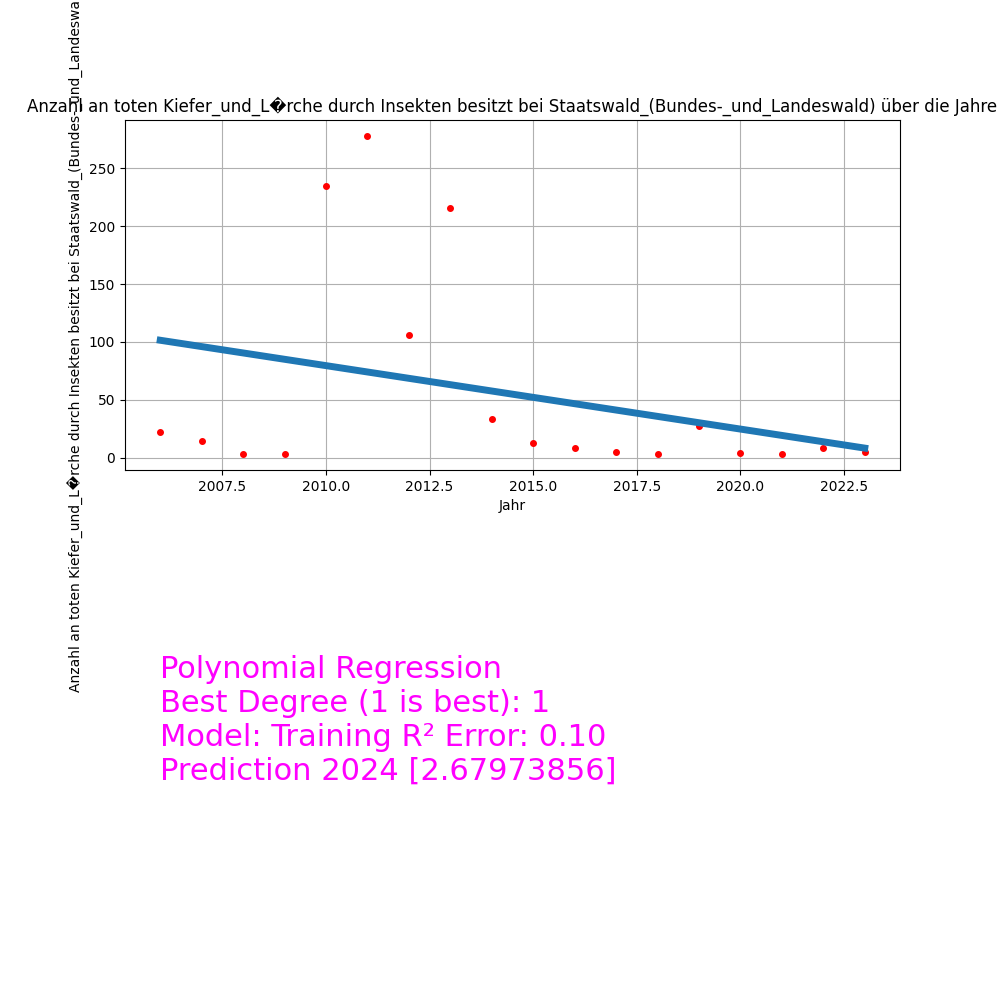 Anzahl an toten Kiefer_und_L�rche durch Insekten besitzt bei Staatswald_(Bundes-_und_Landeswald) über die Jahre
Anzahl an toten Kiefer_und_L�rche durch Insekten besitzt bei Staatswald_(Bundes-_und_Landeswa
250
200
150
100
50
0
2007.5 2010.0 2012.5 2015.0 2017.5 2020.0 2022.5
Jahr
Polynomial Regression
Best Degree (1 is best): 1
Model: Training R² Error: 0.10
Prediction 2024 [2.67973856]